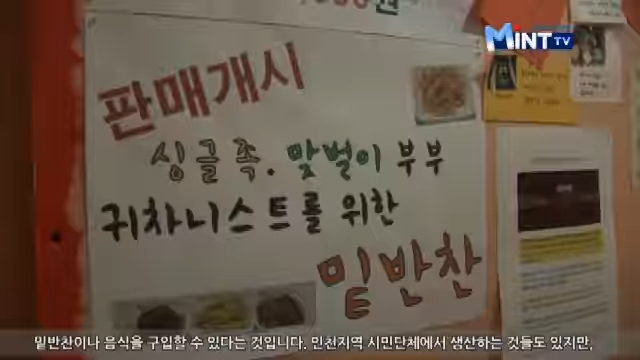 MINT TV
판매개시
싱글족. 맞벌이 부부
귀차니스트를 위한
밑반찬
밑반찬이나 음식을 구입할 수 있다는 것입니다. 인천지역 시민단체에서 생산하는 것들도 있지만,